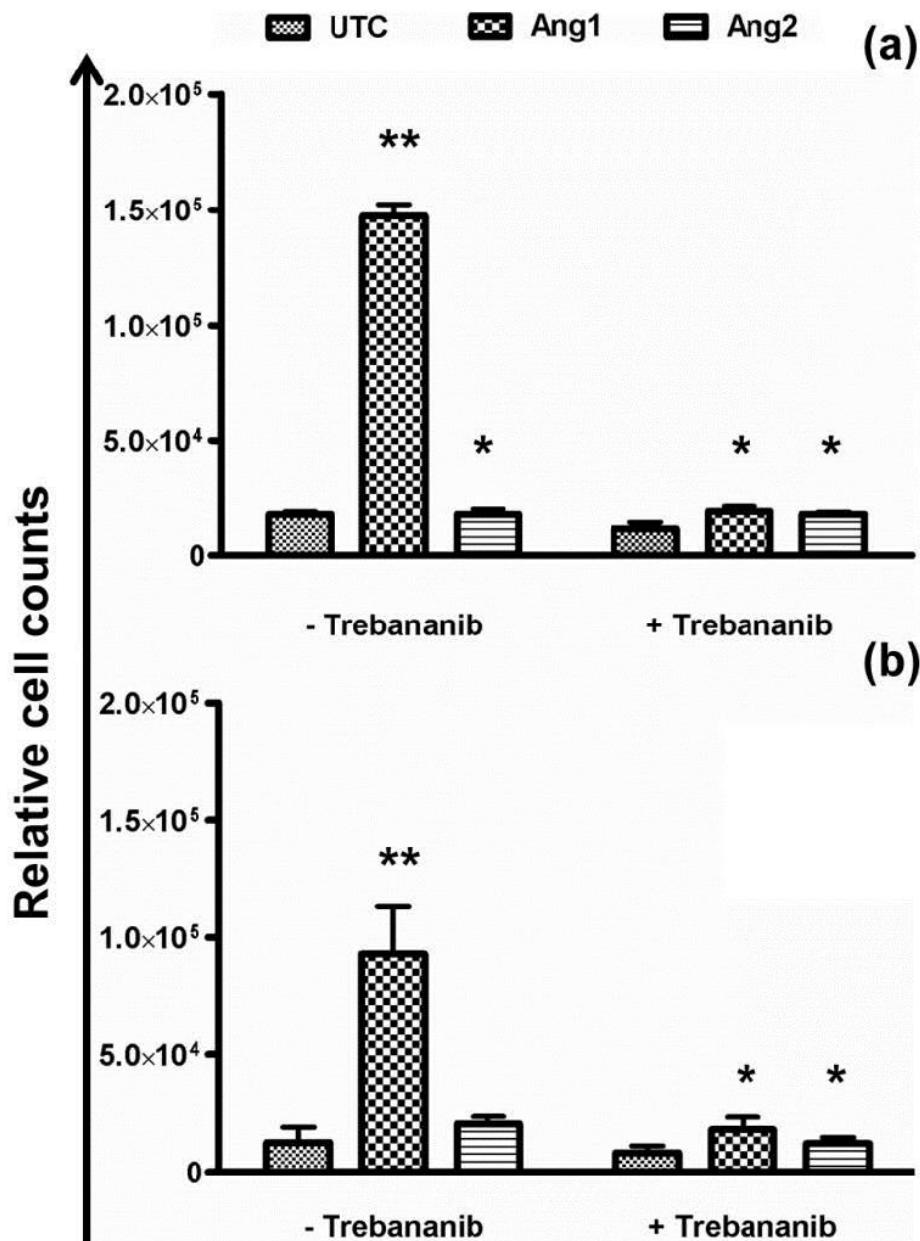 UTC Ang1 Ang2
(a)
2.0×10⁵
**
1.5×10⁵
1.0×10⁵
5.0×10⁴
* * *
0
- Trebananib + Trebananib
Relative cell counts
(b)
2.0×10⁵
1.5×10⁵
**
1.0×10⁵
5.0×10⁴
* *
0
- Trebananib + Trebananib